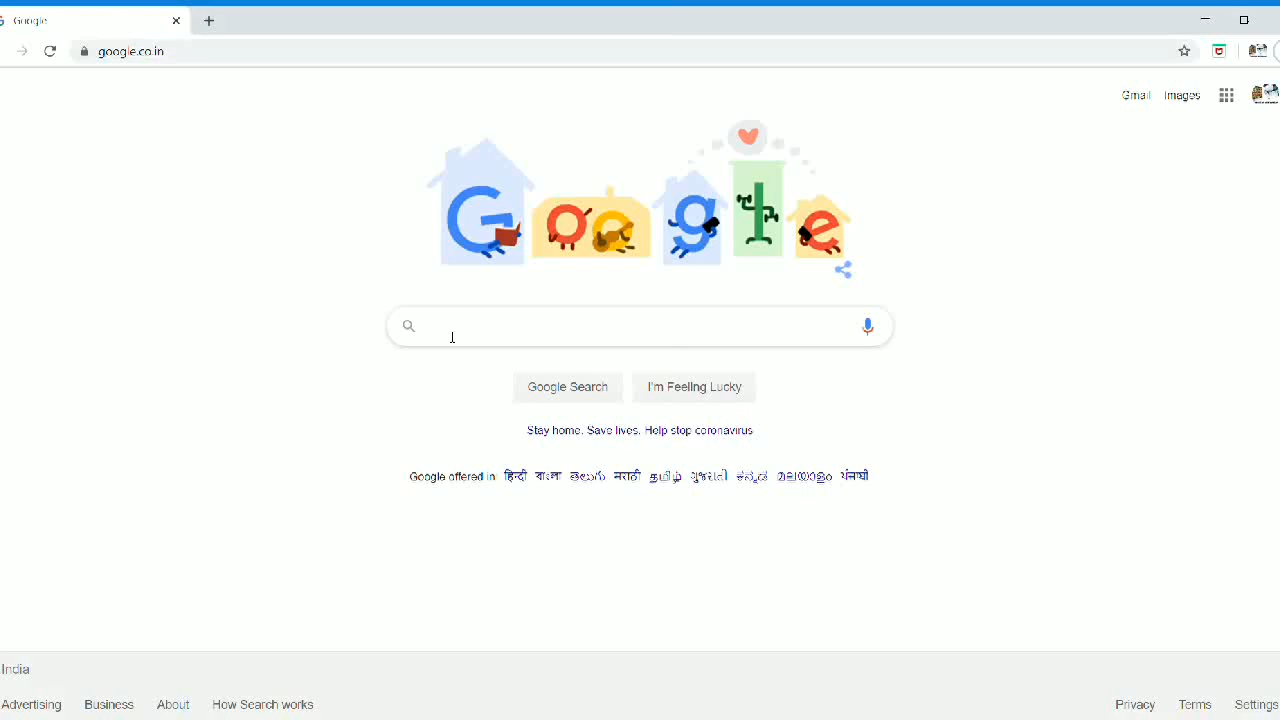 Google
google.co.in
Gmail Images
Google
Google Search I'm Feeling Lucky
Stay home. Save lives. Help stop coronavirus
Google offered in: हिन्दी বাংলা తెలుగు मराठी தமிழ் ગુજરાતી ಕನ್ನಡ മലയാളം ਪੰਜਾਬੀ
India
Advertising Business About How Search works Privacy Terms Settings